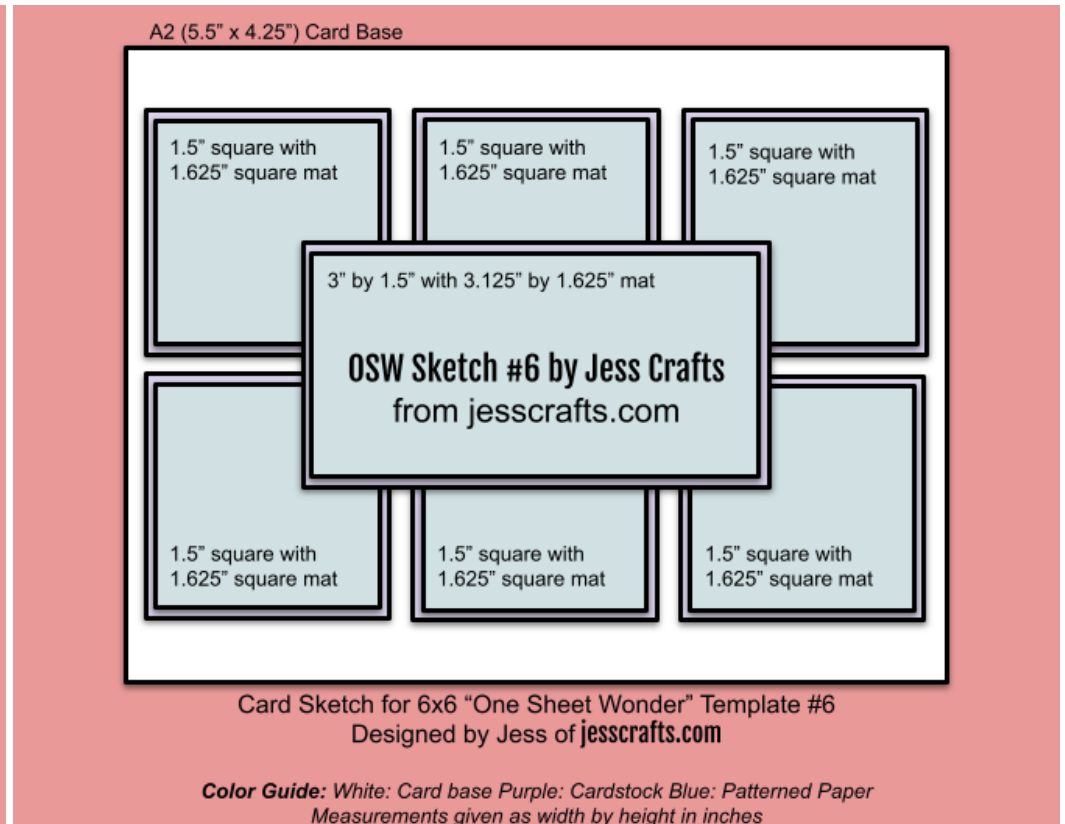 A2 (5.5” x 4.25”) Card Base
1.5” square with
1.625” square mat
1.5” square with
1.625” square mat
1.5” square with
1.625” square mat
3” by 1.5” with 3.125” by 1.625” mat
OSW Sketch #6 by Jess Crafts
from jesscrafts.com
1.5” square with
1.625” square mat
1.5” square with
1.625” square mat
1.5” square with
1.625” square mat
Card Sketch for 6x6 “One Sheet Wonder” Template #6
Designed by Jess of jesscrafts.com
Color Guide: White: Card base Purple: Cardstock Blue: Patterned Paper
Measurements given as width by height in inches